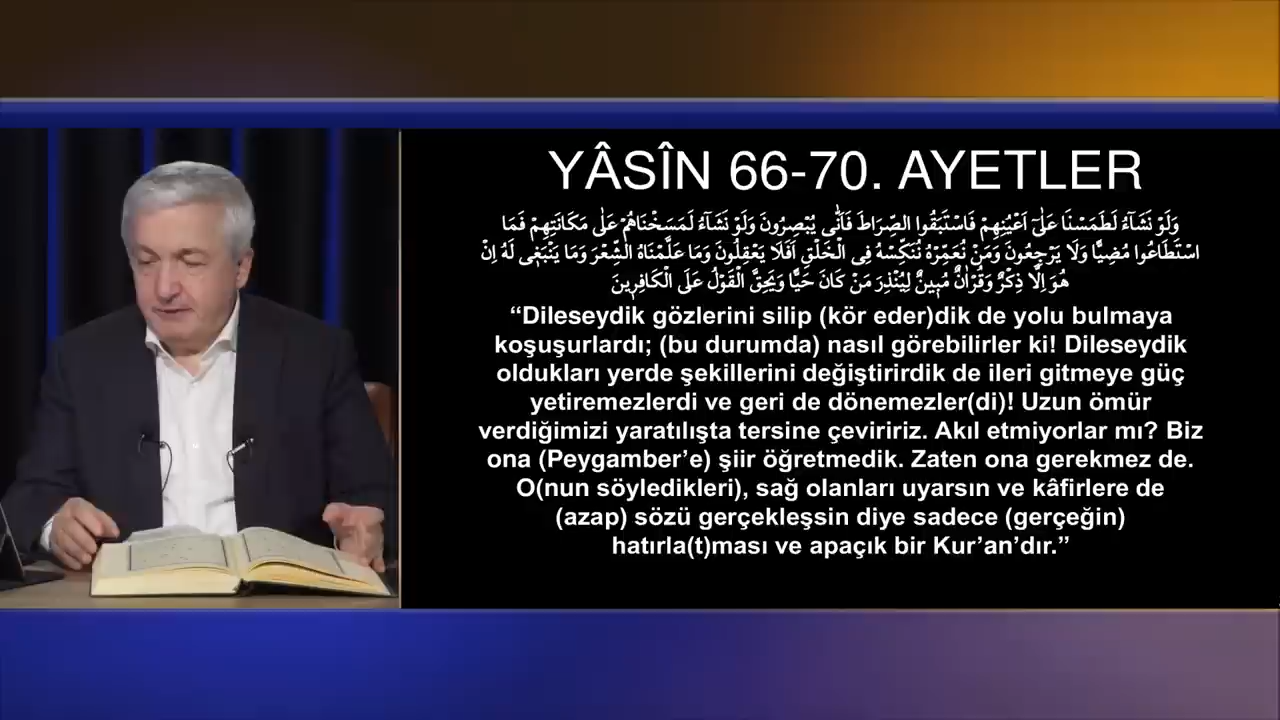 YÂSÎN 66-70. AYETLER
وَلَوْ نَشَٓاءُ لَطَمَسْنَا عَلٰٓى اَعْيُنِهِمْ فَاسْتَبَقُوا الصِّرَاطَ فَاَنّٰى يُبْصِرُونَ وَلَوْ نَشَٓاءُ لَمَسَخْنَاهُمْ عَلٰى مَكَانَتِهِمْ فَمَا
اسْتَطَاعُوا مُضِيًّا وَلَا يَرْجِعُونَ وَمَنْ نُعَمِّرْهُ نُنَكِّسْهُ فِى الْخَلْقِ اَفَلَا يَعْقِلُونَ وَمَا عَلَّمْنَاهُ الشِّعْرَ وَمَا يَنْبَغٖى لَهُ اِنْ
هُوَ اِلَّا ذِكْرٌ وَقُرْاٰنٌ مُبٖينٌ لِيُنْذِرَ مَنْ كَانَ حَيًّا وَيَحِقَّ الْقَوْلُ عَلَى الْكَافِرٖينَ
“Dileseydik gözlerini silip (kör eder)dik de yolu bulmaya
koşuşurlardı; (bu durumda) nasıl görebilirler ki! Dileseydik
oldukları yerde şekillerini değiştirirdik de ileri gitmeye güç
yetiremezlerdi ve geri de dönemezler(di)! Uzun ömür
verdiğimizi yaratılışta tersine çeviririz. Akıl etmiyorlar mı? Biz
ona (Peygamber’e) şiir öğretmedik. Zaten ona gerekmez de.
O(nun söyledikleri), sağ olanları uyarsın ve kâfirlere de
(azap) sözü gerçekleşsin diye sadece (gerçeğin)
hatırla(t)ması ve apaçık bir Kur’an’dır.”